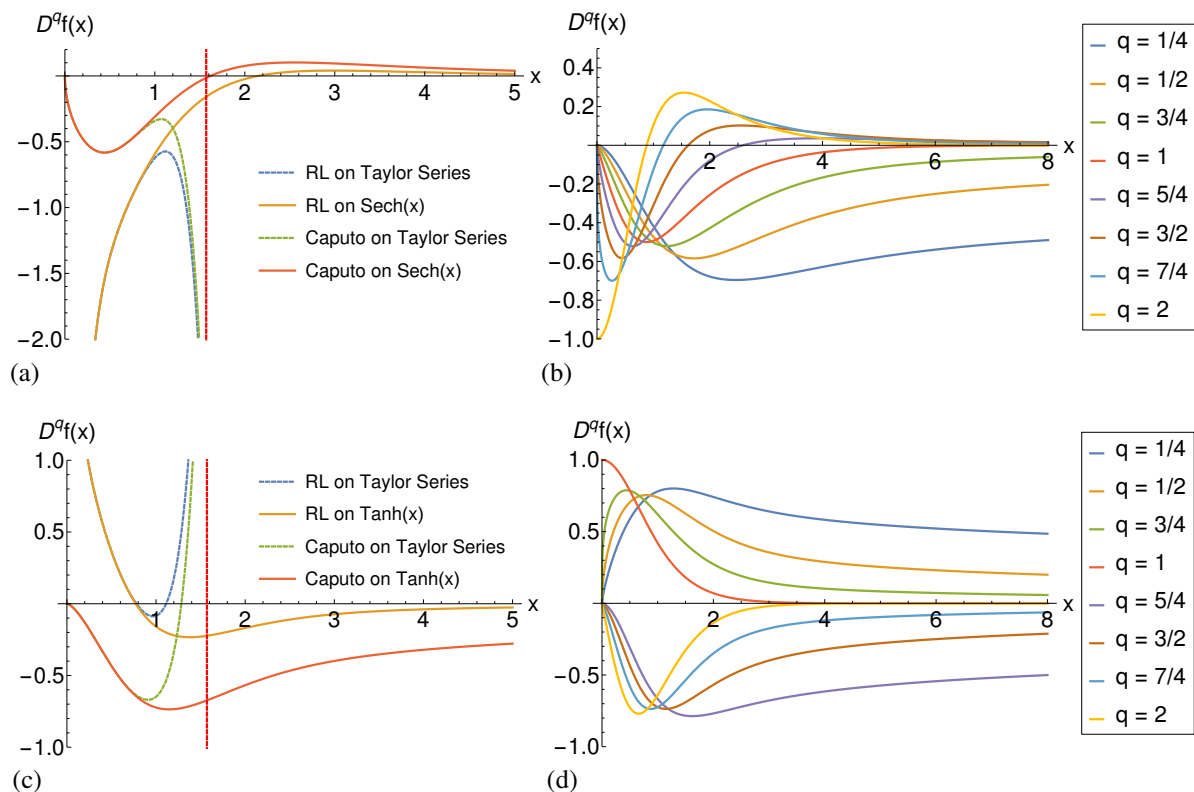 Dqf(x)
x
1 2 3 4 5
−0.5
−1.0
−1.5
−2.0
RL on Taylor Series
RL on Sech(x)
Caputo on Taylor Series
Caputo on Sech(x)
(a)
Dqf(x)
0.4
0.2
−0.2
−0.4
−0.6
−0.8
−1.0
2 4 6 8
x
q = 1/4
q = 1/2
q = 3/4
q = 1
q = 5/4
q = 3/2
q = 7/4
q = 2
(b)
Dqf(x)
1.0
0.5
−0.5
−1.0
1 2 3 4 5
x
RL on Taylor Series
RL on Tanh(x)
Caputo on Taylor Series
Caputo on Tanh(x)
(c)
Dqf(x)
1.0
0.5
−0.5
−1.0
2 4 6 8
x
q = 1/4
q = 1/2
q = 3/4
q = 1
q = 5/4
q = 3/2
q = 7/4
q = 2
(d)